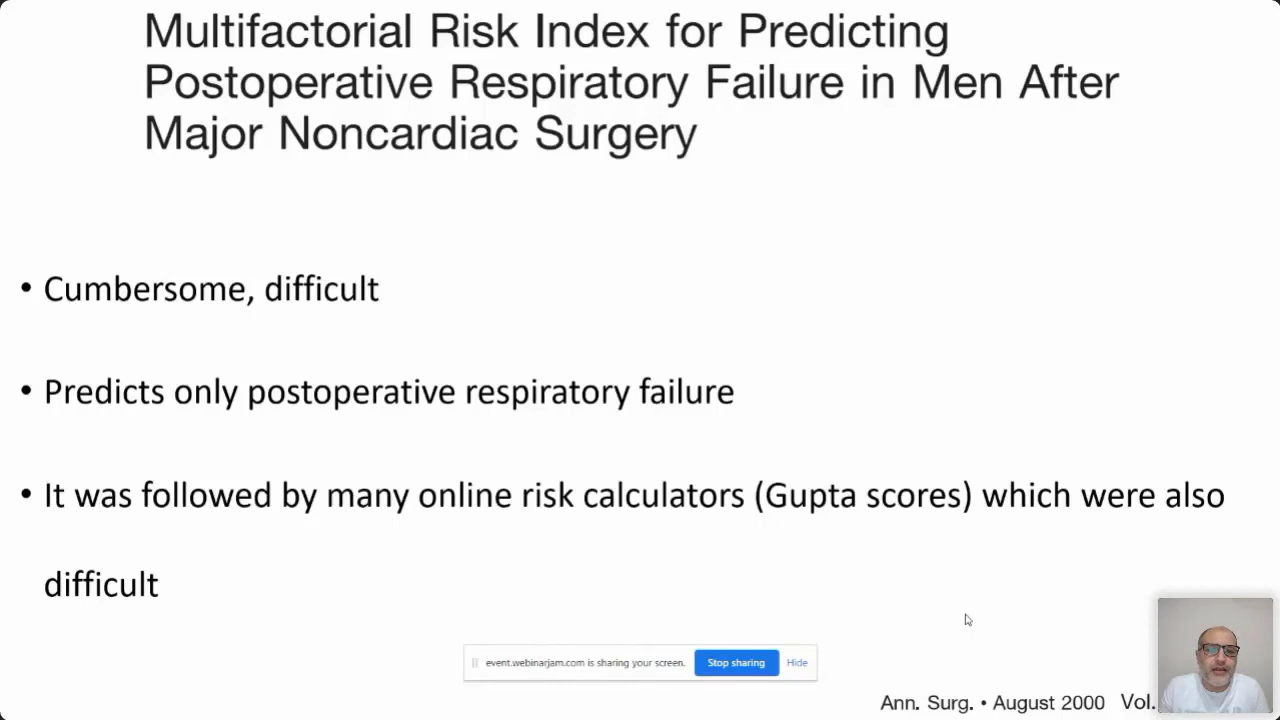 Multifactorial Risk Index for Predicting
Postoperative Respiratory Failure in Men After
Major Noncardiac Surgery
• Cumbersome, difficult
• Predicts only postoperative respiratory failure
• It was followed by many online risk calculators (Gupta scores) which were also
difficult
event.webinarjam.com is sharing your screen. Stop sharing Hide
Ann. Surg. • August 2000 Vol.